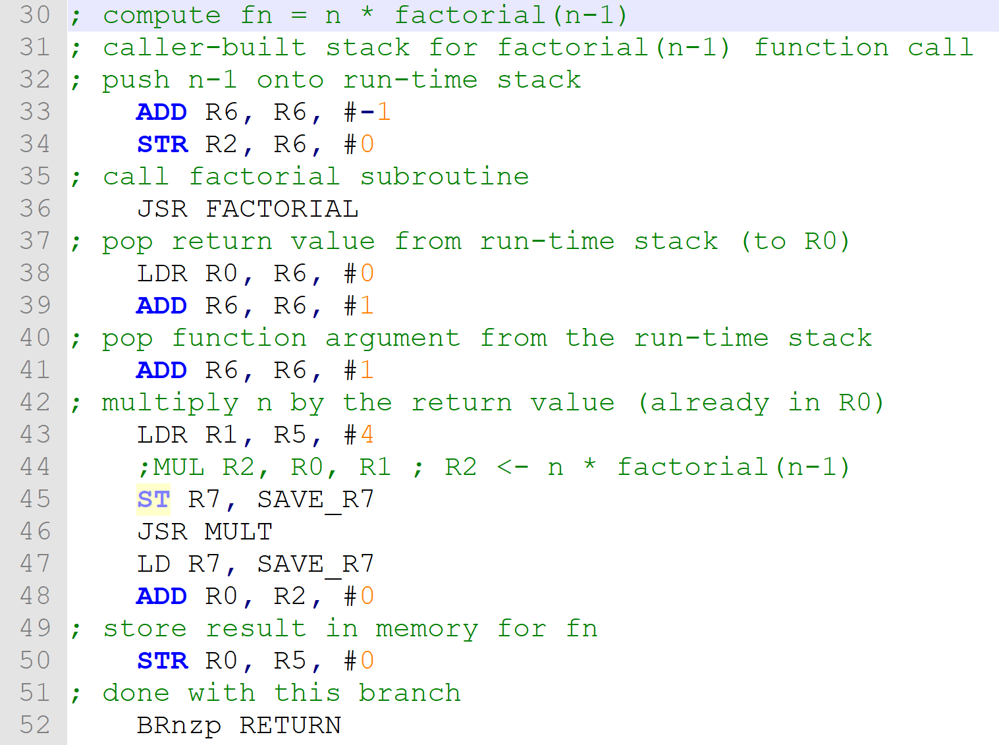 30 ; compute fn = n * factorial(n-1)
31 ; caller-built stack for factorial(n-1) function call
32 ; push n-1 onto run-time stack
33 ADD R6, R6, #-1
34 STR R2, R6, #0
35 ; call factorial subroutine
36 JSR FACTORIAL
37 ; pop return value from run-time stack (to R0)
38 LDR R0, R6, #0
39 ADD R6, R6, #1
40 ; pop function argument from the run-time stack
41 ADD R6, R6, #1
42 ; multiply n by the return value (already in R0)
43 LDR R1, R5, #4
44 ;MUL R2, R0, R1 ; R2 <- n * factorial(n-1)
45 ST R7, SAVE_R7
46 JSR MULT
47 LD R7, SAVE_R7
48 ADD R0, R2, #0
49 ; store result in memory for fn
50 STR R0, R5, #0
51 ; done with this branch
52 BRnzp RETURN